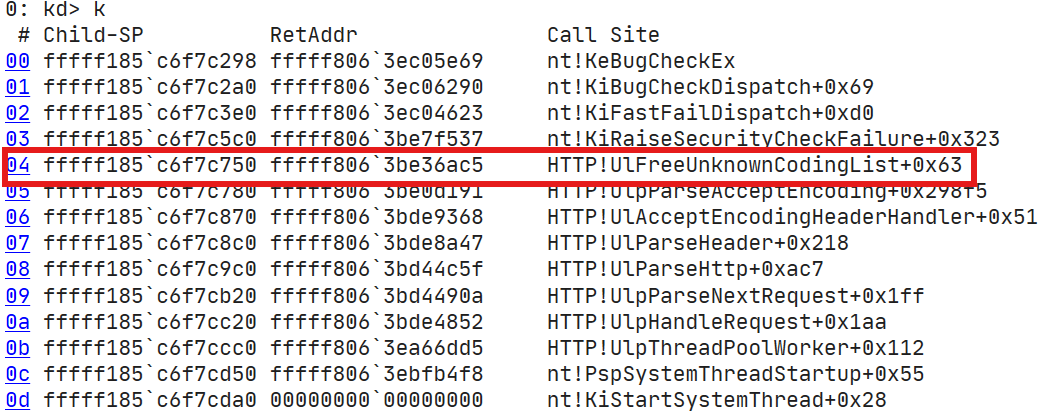 0: kd> k
 # Child-SP          RetAddr               Call Site
00 fffff185`c6f7c298 fffff806`3ec05e69     nt!KeBugCheckEx
01 fffff185`c6f7c2a0 fffff806`3ec06290     nt!KiBugCheckDispatch+0x69
02 fffff185`c6f7c3e0 fffff806`3ec04623     nt!KiFastFailDispatch+0xd0
03 fffff185`c6f7c5c0 fffff806`3be7f537     nt!KiRaiseSecurityCheckFailure+0x323
04 fffff185`c6f7c750 fffff806`3be36ac5     HTTP!UlFreeUnknownCodingList+0x63
05 fffff185`c6f7c780 fffff806`3be0d191     HTTP!UlpParseAcceptEncoding+0x298f5
06 fffff185`c6f7c870 fffff806`3bde9368     HTTP!UlAcceptEncodingHeaderHandler+0x51
07 fffff185`c6f7c8c0 fffff806`3bde8a47     HTTP!UlParseHeader+0x218
08 fffff185`c6f7c9c0 fffff806`3bd44c5f     HTTP!UlParseHttp+0xac7
09 fffff185`c6f7cb20 fffff806`3bd4490a     HTTP!UlpParseNextRequest+0x1ff
0a fffff185`c6f7cc20 fffff806`3bde4852     HTTP!UlpHandleRequest+0x1aa
0b fffff185`c6f7ccc0 fffff806`3ea66dd5     HTTP!UlpThreadPoolWorker+0x112
0c fffff185`c6f7cd50 fffff806`3ebfb4f8     nt!PspSystemThreadStartup+0x55
0d fffff185`c6f7cda0 00000000`00000000     nt!KiStartSystemThread+0x28